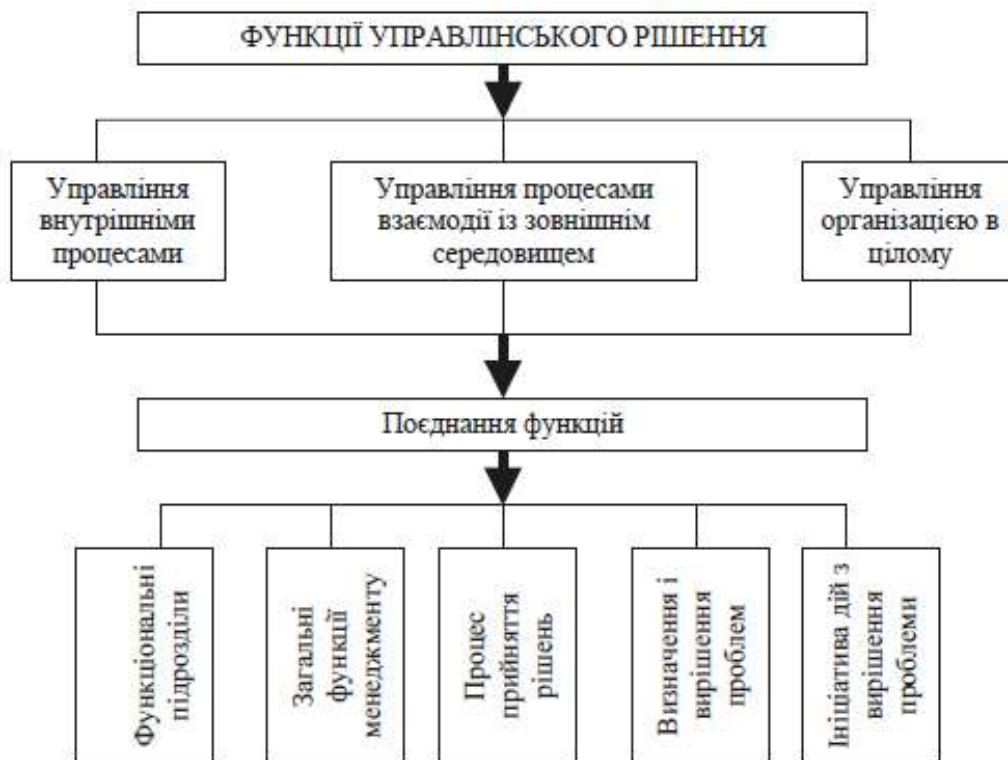 ФУНКЦІЇ УПРАВЛІНСЬКОГО РІШЕННЯ
Управління
внутрішніми
процесами
Управління процесами
взаємодії із зовнішнім
середовищем
Управління
організацією в
цілому
Поєднання функцій
Функціональні
підрозділи
Загальні
функції
менеджменту
Процес
прийняття
рішень
Визначення і
вирішення
проблем
Ініціатива дій з
вирішення
проблеми